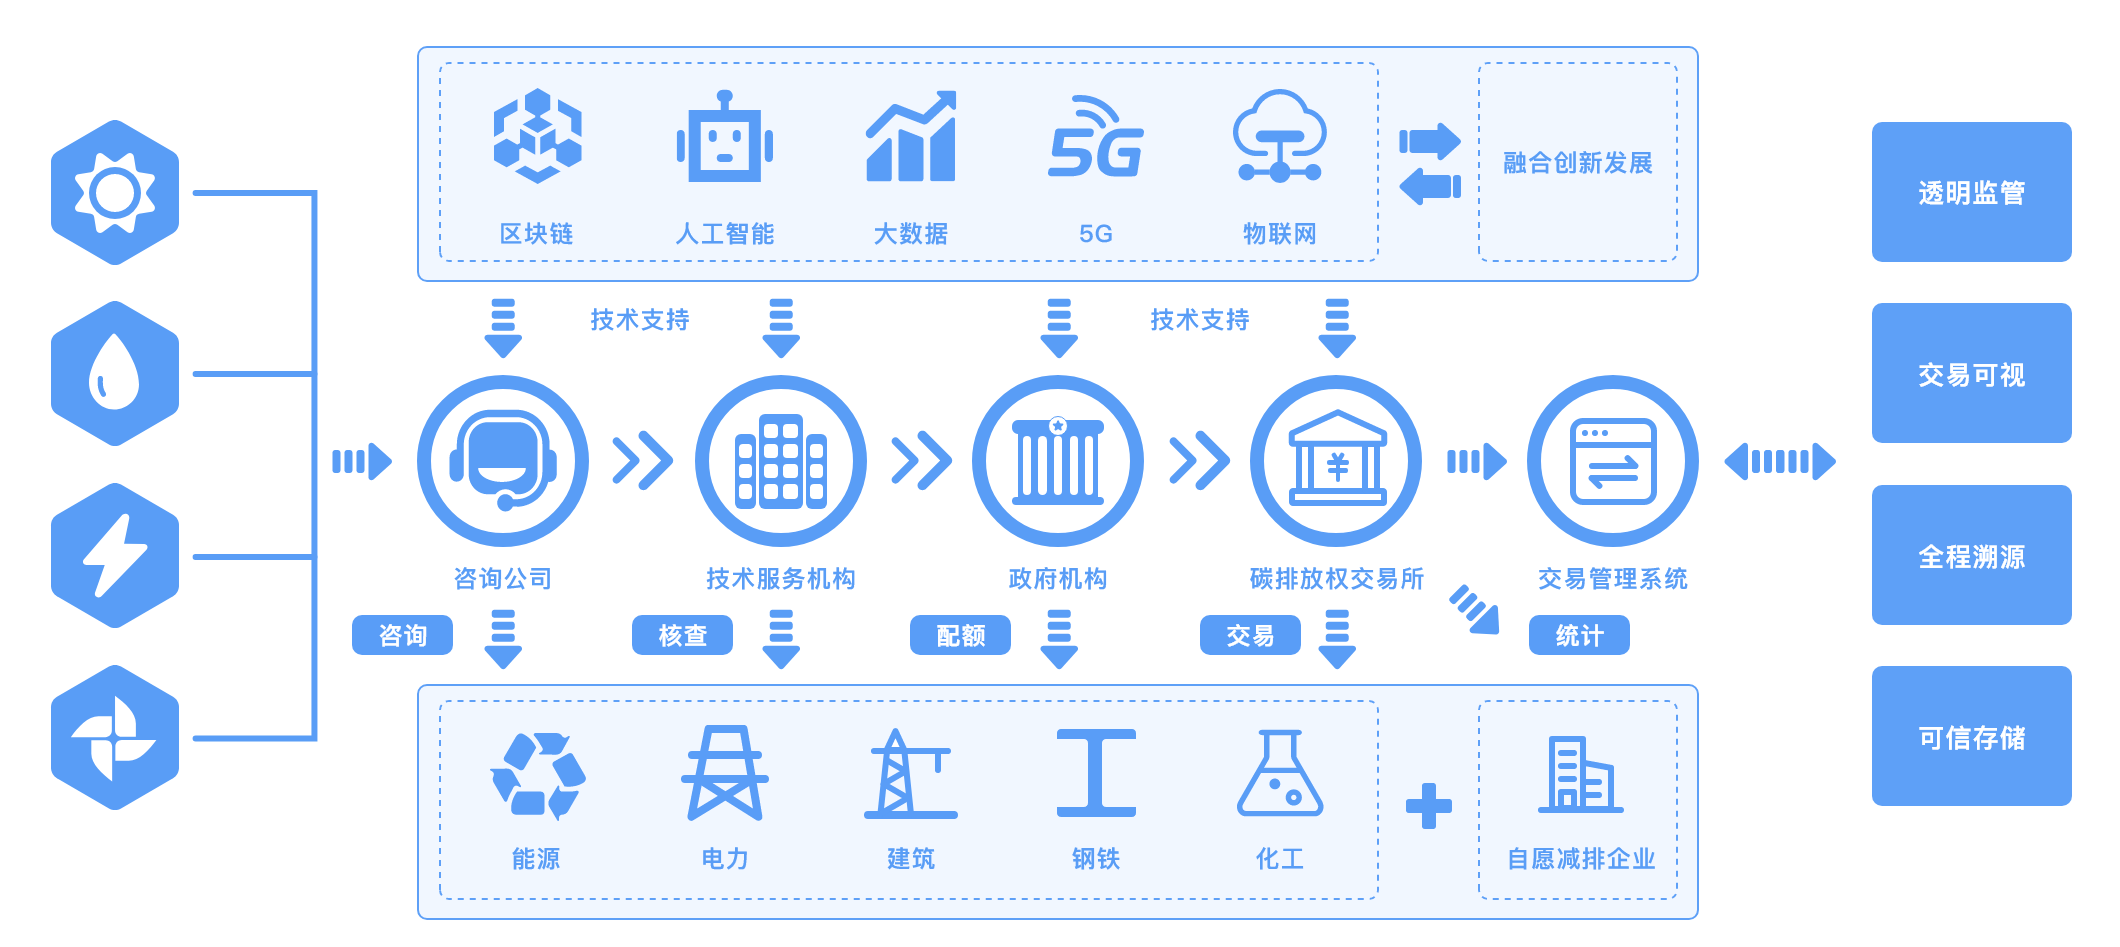 区块链
人工智能
大数据
5G
5G
物联网
融合创新发展
技术支持
技术支持
咨询公司
技术服务机构
政府机构
¥
碳排放权交易所
交易管理系统
咨询
核查
配额
交易
统计
能源
电力
建筑
钢铁
化工
自愿减排企业
透明监管
交易可视
全程溯源
可信存储